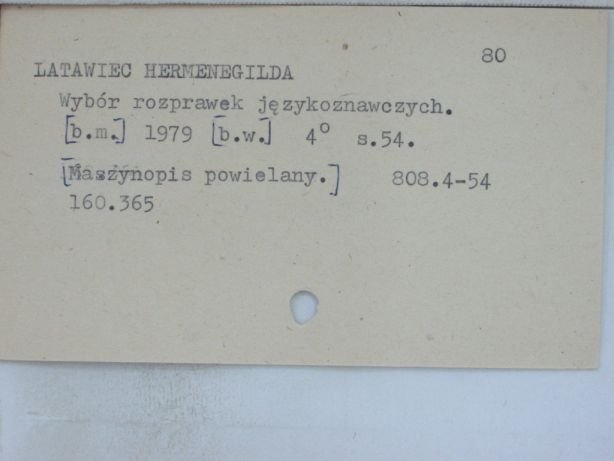 80
LATAWIEC HERMENEGILDA
Wybór rozprawek językoznawczych.
[b.m.] 1979 [b.w.] 4° s.54.
[Maszynopis powielany.] 808.4-54
160.365